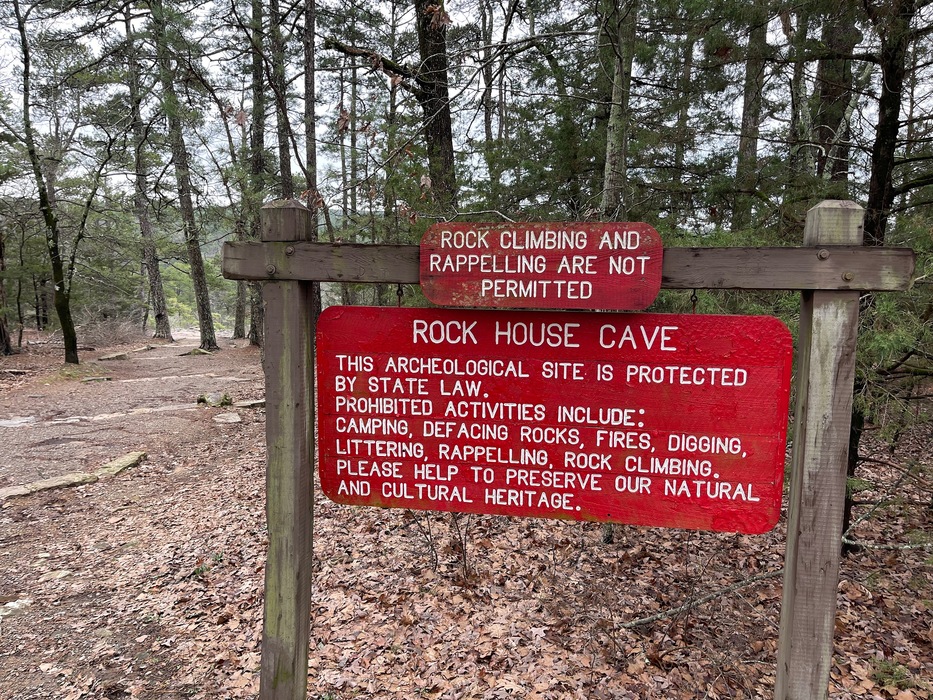 ROCK CLIMBING AND
RAPPELLING ARE NOT
PERMITTED
ROCK HOUSE CAVE
THIS ARCHEOLOGICAL SITE IS PROTECTED
BY STATE LAW.
PROHIBITED ACTIVITIES INCLUDE:
CAMPING, DEFACING ROCKS, FIRES, DIGGING,
LITTERING, RAPPELLING, ROCK CLIMBING.
PLEASE HELP TO PRESERVE OUR NATURAL
AND CULTURAL HERITAGE.